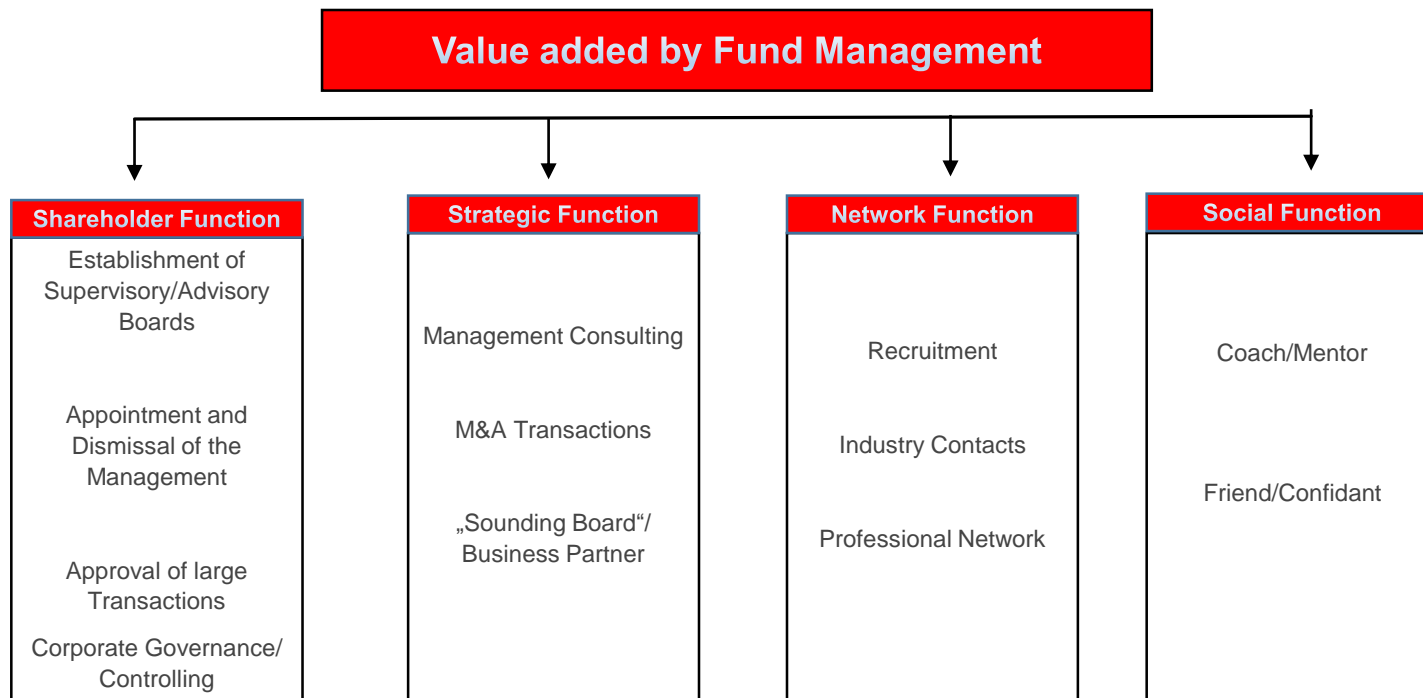 Value added by Fund Management
Shareholder Function
Establishment of
Supervisory/Advisory
Boards
Appointment and
Dismissal of the
Management
Approval of large
Transactions
Corporate Governance/
Controlling
Strategic Function
Management Consulting
M&A Transactions
„Sounding Board“/
Business Partner
Network Function
Recruitment
Industry Contacts
Professional Network
Social Function
Coach/Mentor
Friend/Confidant